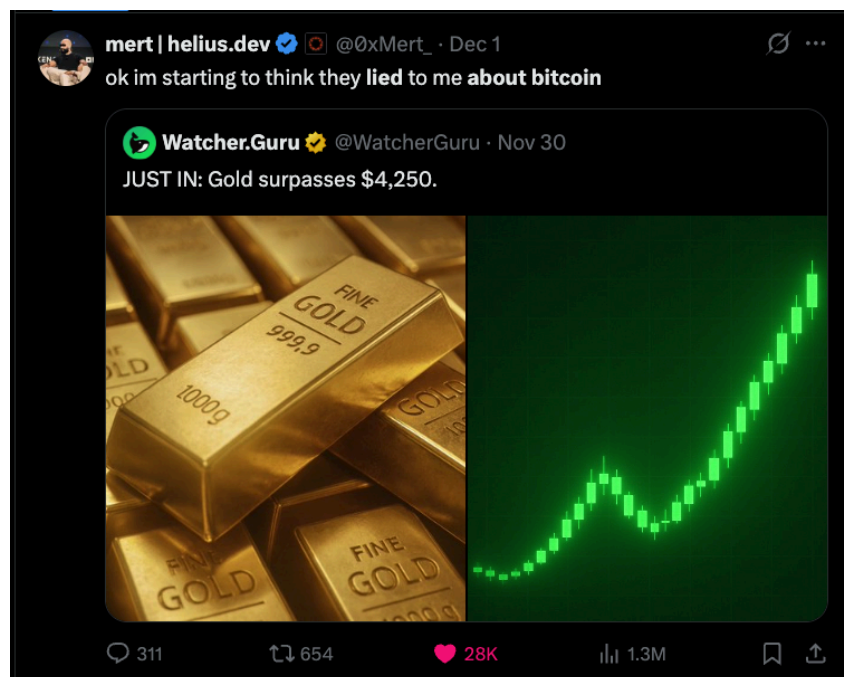 mert | helius.dev @0xMert_ · Dec 1
ok im starting to think they lied to me about bitcoin
Watcher.Guru @WatcherGuru · Nov 30
JUST IN: Gold surpasses $4,250.
FINE
GOLD
999,9
1000g
GOLD
FINE
GOLD
FINE
GOLD
311 654 28K 1.3M